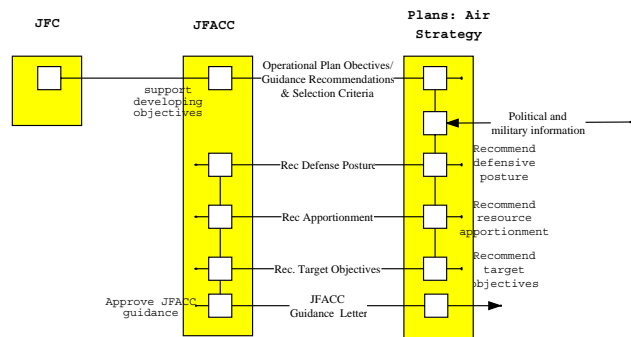 JFC
JFACC
Plans: Air
Strategy
Operational Plan Obectives/
Guidance Recommendations
& Selection Criteria
support
developing
objectives
Political and
military information
Rec Defense Posture
Recommend
defensive
posture
Rec Apportionment
Recommend
resource
apportionment
Rec. Target Objectives
Recommend
target
objectives
Approve JFACC
guidance
JFACC
Guidance Letter